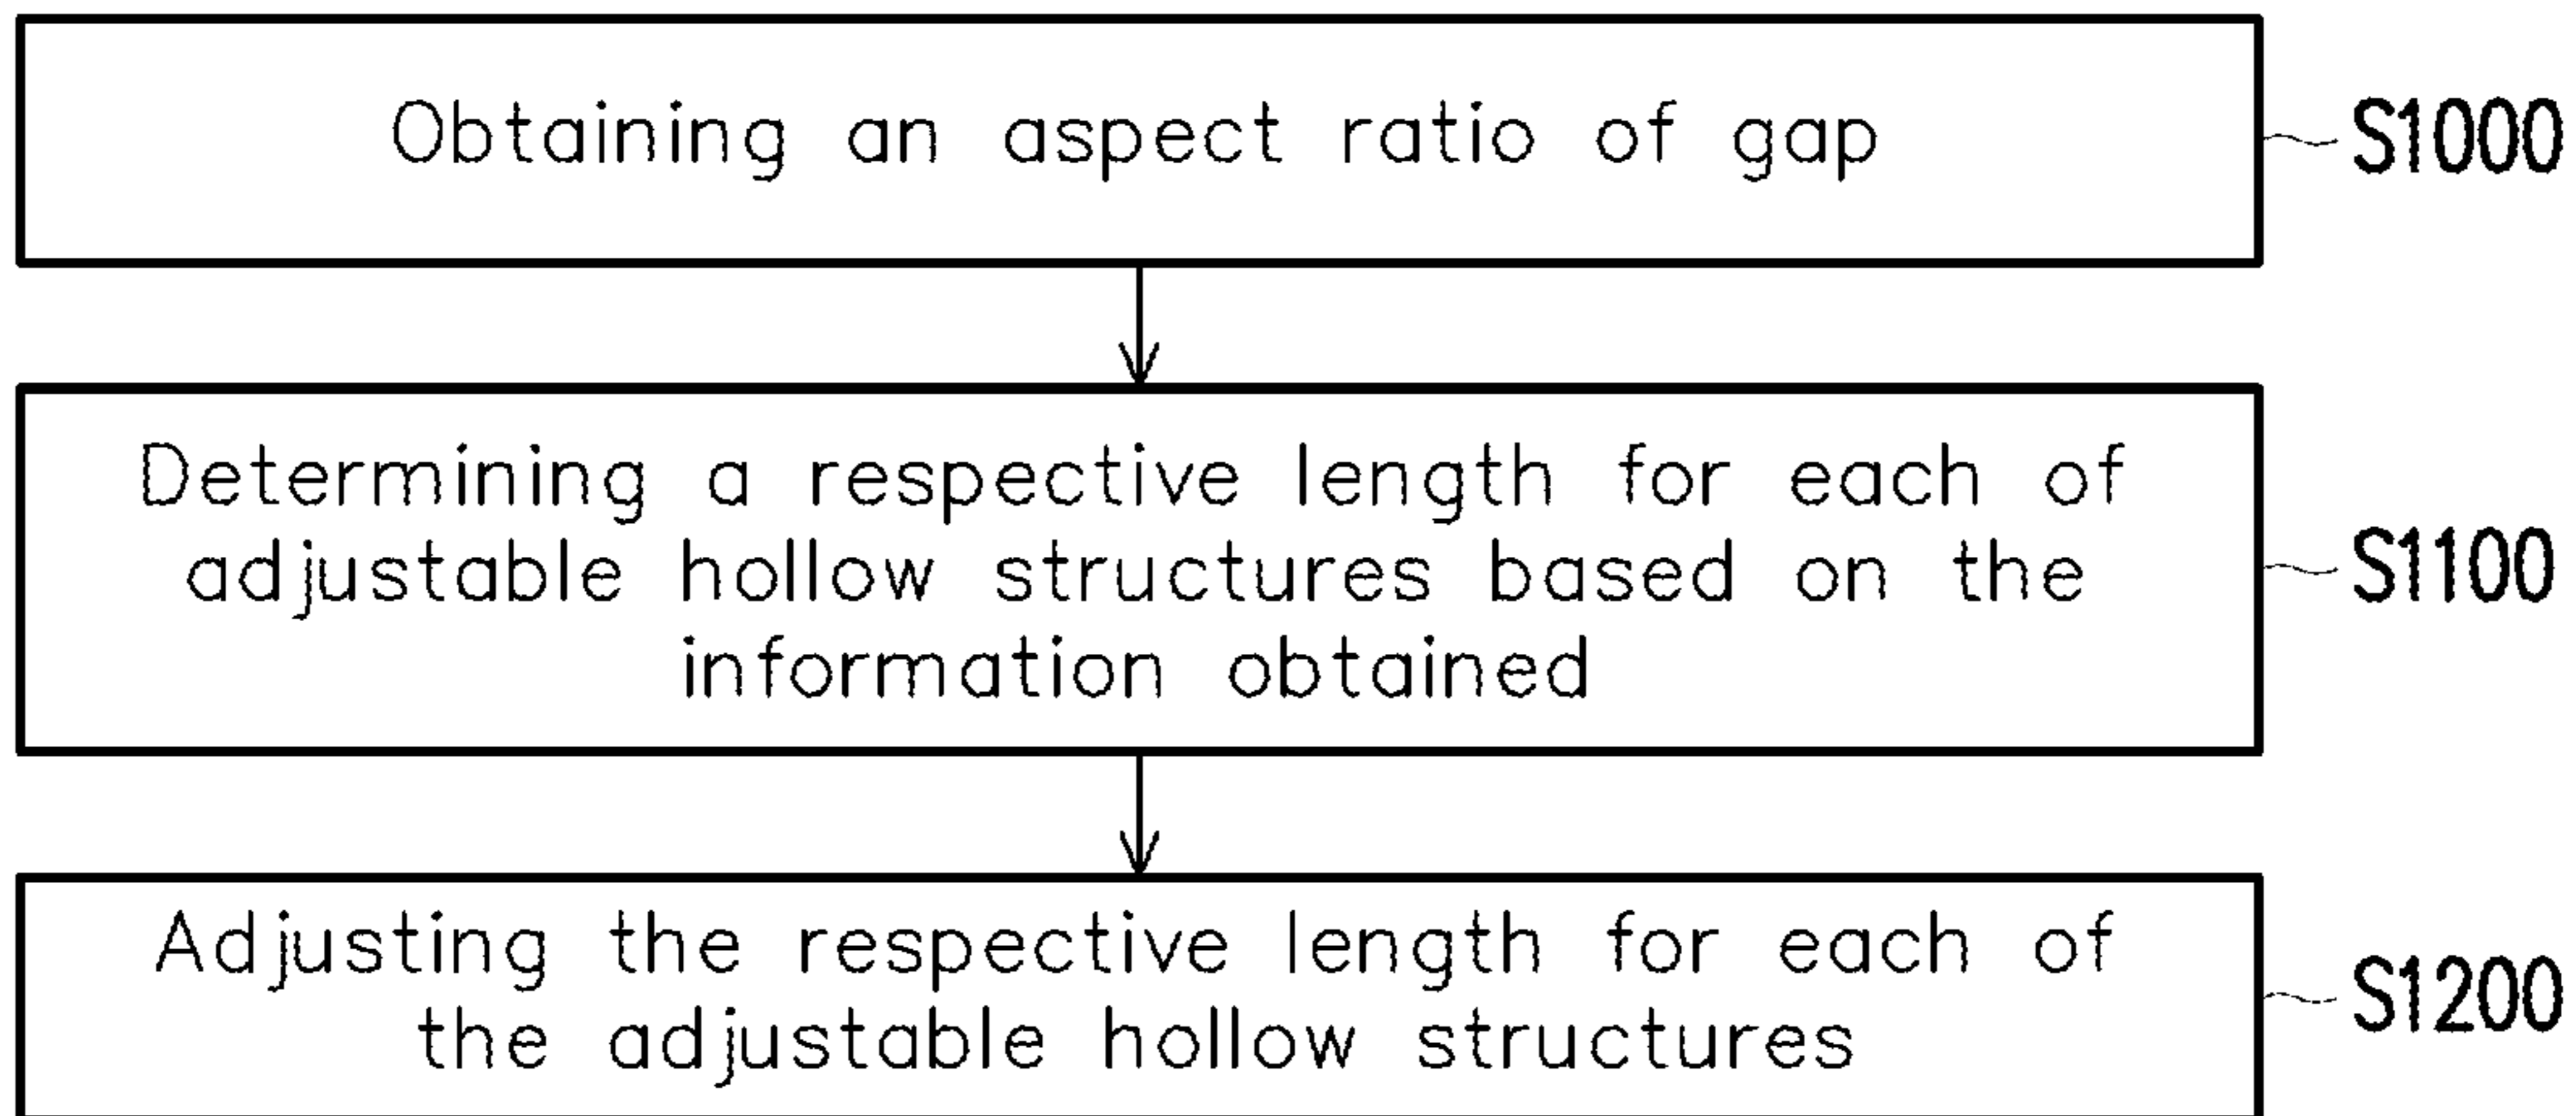 Obtaining an aspect ratio of gap
S1000
Determining a respective length for each of
adjustable hollow structures based on the
information obtained
S1100
Adjusting the respective length for each of
the adjustable hollow structures
S1200